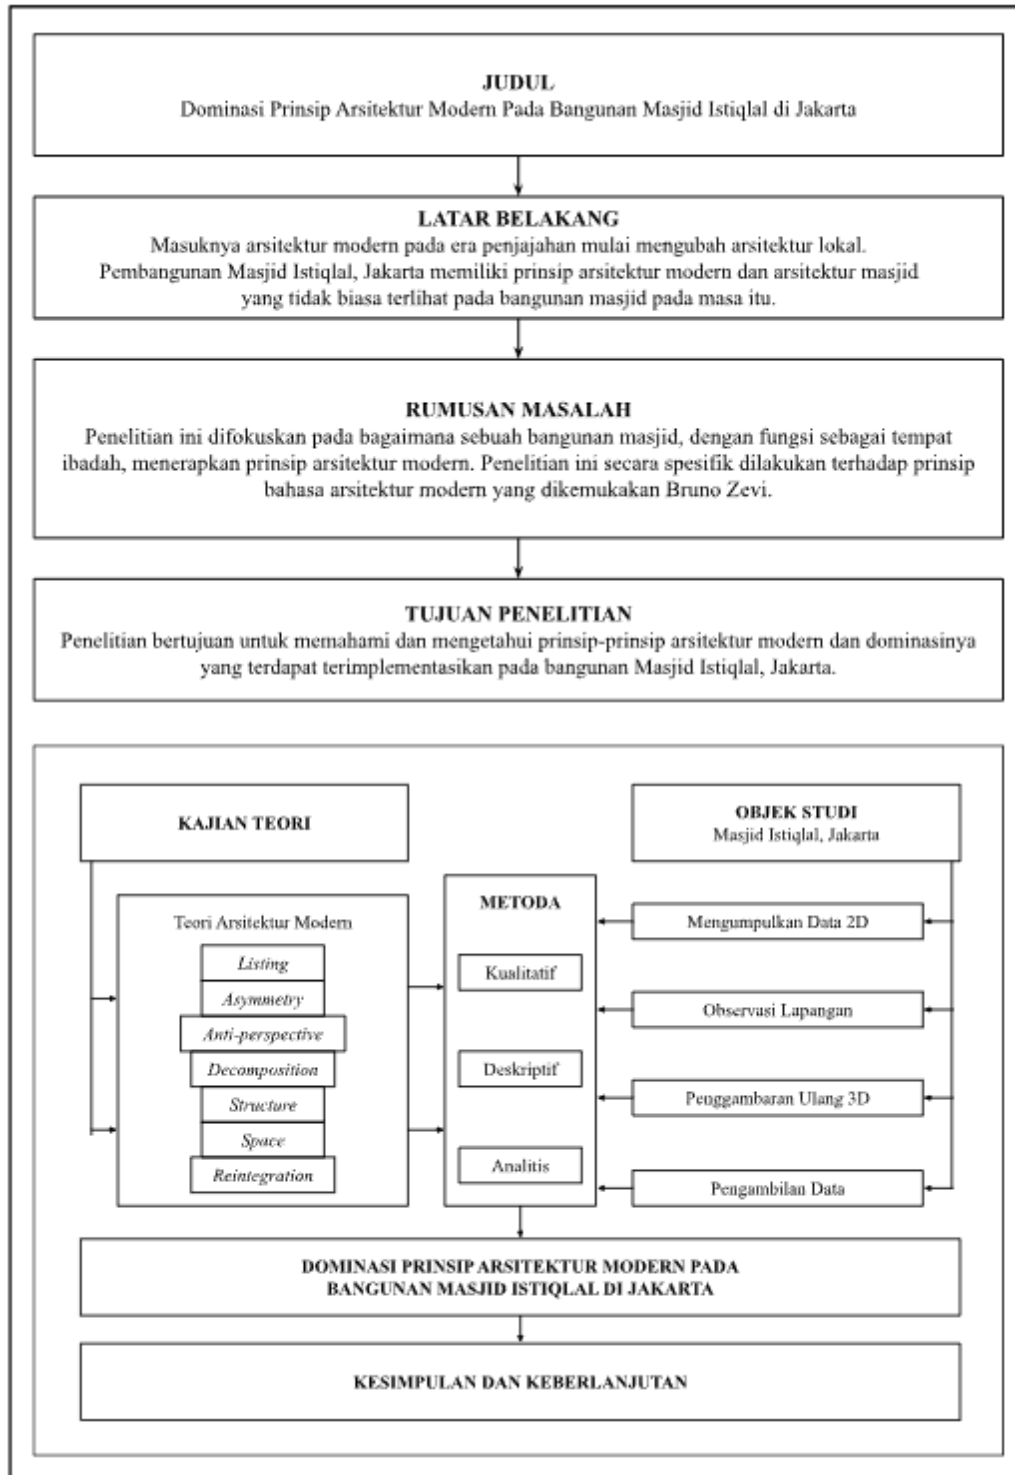 JUDUL
Dominasi Prinsip Arsitektur Modern Pada Bangunan Masjid Istiqlal di Jakarta
LATAR BELAKANG
Masuknya arsitektur modern pada era penjajahan mulai mengubah arsitektur lokal.
Pembangunan Masjid Istiqlal, Jakarta memiliki prinsip arsitektur modern dan arsitektur masjid
yang tidak biasa terlihat pada bangunan masjid pada masa itu.
RUMUSAN MASALAH
Penelitian ini difokuskan pada bagaimana sebuah bangunan masjid, dengan fungsi sebagai tempat
ibadah, menerapkan prinsip arsitektur modern. Penelitian ini secara spesifik dilakukan terhadap prinsip
bahasa arsitektur modern yang dikemukakan Bruno Zevi.
TUJUAN PENELITIAN
Penelitian bertujuan untuk memahami dan mengetahui prinsip-prinsip arsitektur modern dan dominasinya
yang terdapat terimplementasikan pada bangunan Masjid Istiqlal, Jakarta.
KAJIAN TEORI
Teori Arsitektur Modern
Listing
Asymmetry
Anti-perspective
Decomposition
Structure
Space
Reintegration
METODA
Kualitatif
Deskriptif
Analitis
OBJEK STUDI
Masjid Istiqlal, Jakarta
Mengumpulkan Data 2D
Observasi Lapangan
Penggambaran Ulang 3D
Pengambilan Data
DOMINASI PRINSIP ARSITEKTUR MODERN PADA
BANGUNAN MASJID ISTIQLAL DI JAKARTA
KESIMPULAN DAN KEBERLANJUTAN